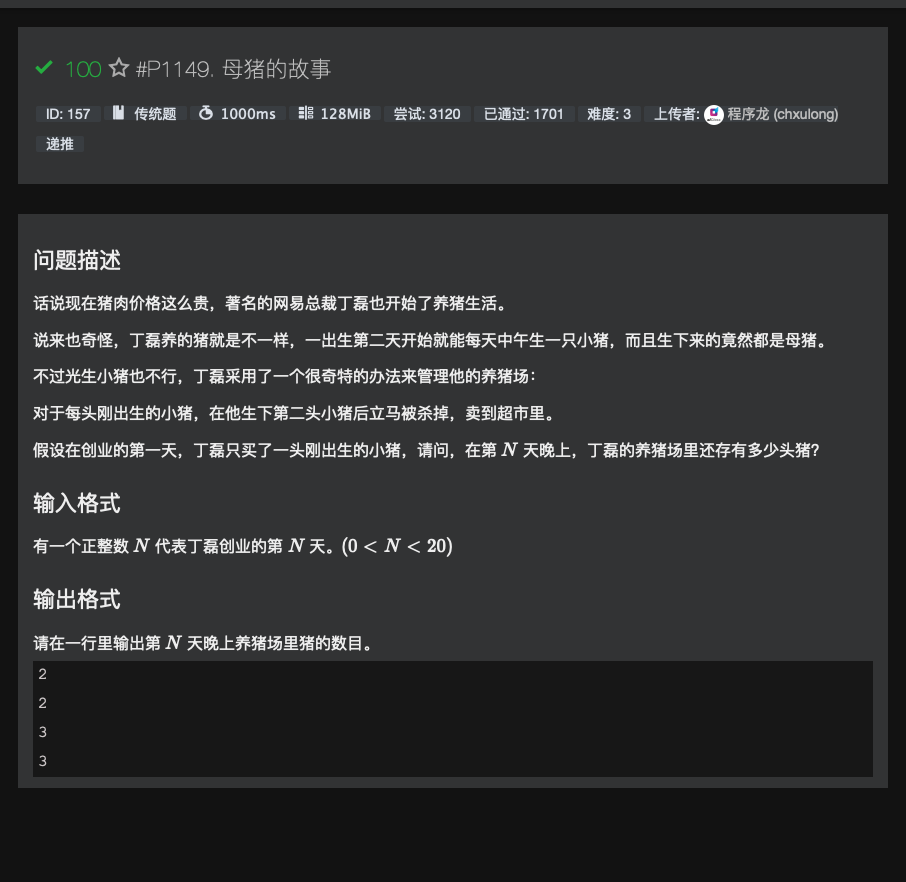 100 #P1149. 母猪的故事
ID: 157 传统题 1000ms 128MiB 尝试: 3120 已通过: 1701 难度: 3 上传者: 程序龙 (chxulong)
递推
问题描述
话说现在猪肉价格这么贵，著名的网易总裁丁磊也开始了养猪生活。
说来也奇怪，丁磊养的猪就是不一样，一出生第二天开始就能每天中午生一只小猪，而且生下来的竟然都是母猪。
不过光生小猪也不行，丁磊采用了一个很奇特的办法来管理他的养猪场：
对于每头刚出生的小猪，在他生下第二头小猪后立马被杀掉，卖到超市里。
假设在创业的第一天，丁磊只买了一头刚出生的小猪，请问，在第 N 天晚上，丁磊的养猪场里还存有多少头猪？
输入格式
有一个正整数 N 代表丁磊创业的第 N 天。(0 < N < 20)
输出格式
请在一行里输出第 N 天晚上养猪场里猪的数目。
2
2
3
3